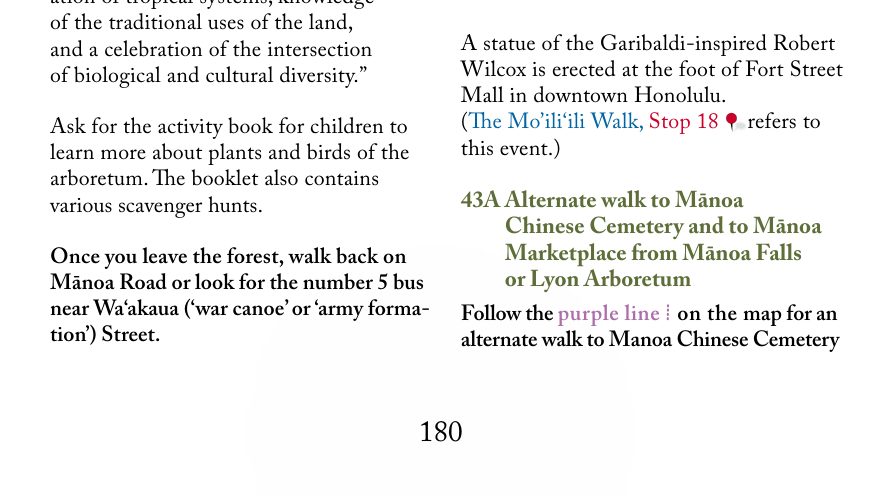 ation of tropical systems, knowledge
of the traditional uses of the land,
and a celebration of the intersection
of biological and cultural diversity.”
Ask for the activity book for children to
learn more about plants and birds of the
arboretum. The booklet also contains
various scavenger hunts.
Once you leave the forest, walk back on
Mānoa Road or look for the number 5 bus
near Wa‘akaua (‘war canoe’ or ‘army forma-
tion’) Street.
A statue of the Garibaldi-inspired Robert
Wilcox is erected at the foot of Fort Street
Mall in downtown Honolulu.
(The Mo’ili‘ili Walk, Stop 18 refers to
this event.)
43A Alternate walk to Mānoa
Chinese Cemetery and to Mānoa
Marketplace from Mānoa Falls
or Lyon Arboretum
Follow the purple line on the map for an
alternate walk to Manoa Chinese Cemetery
180